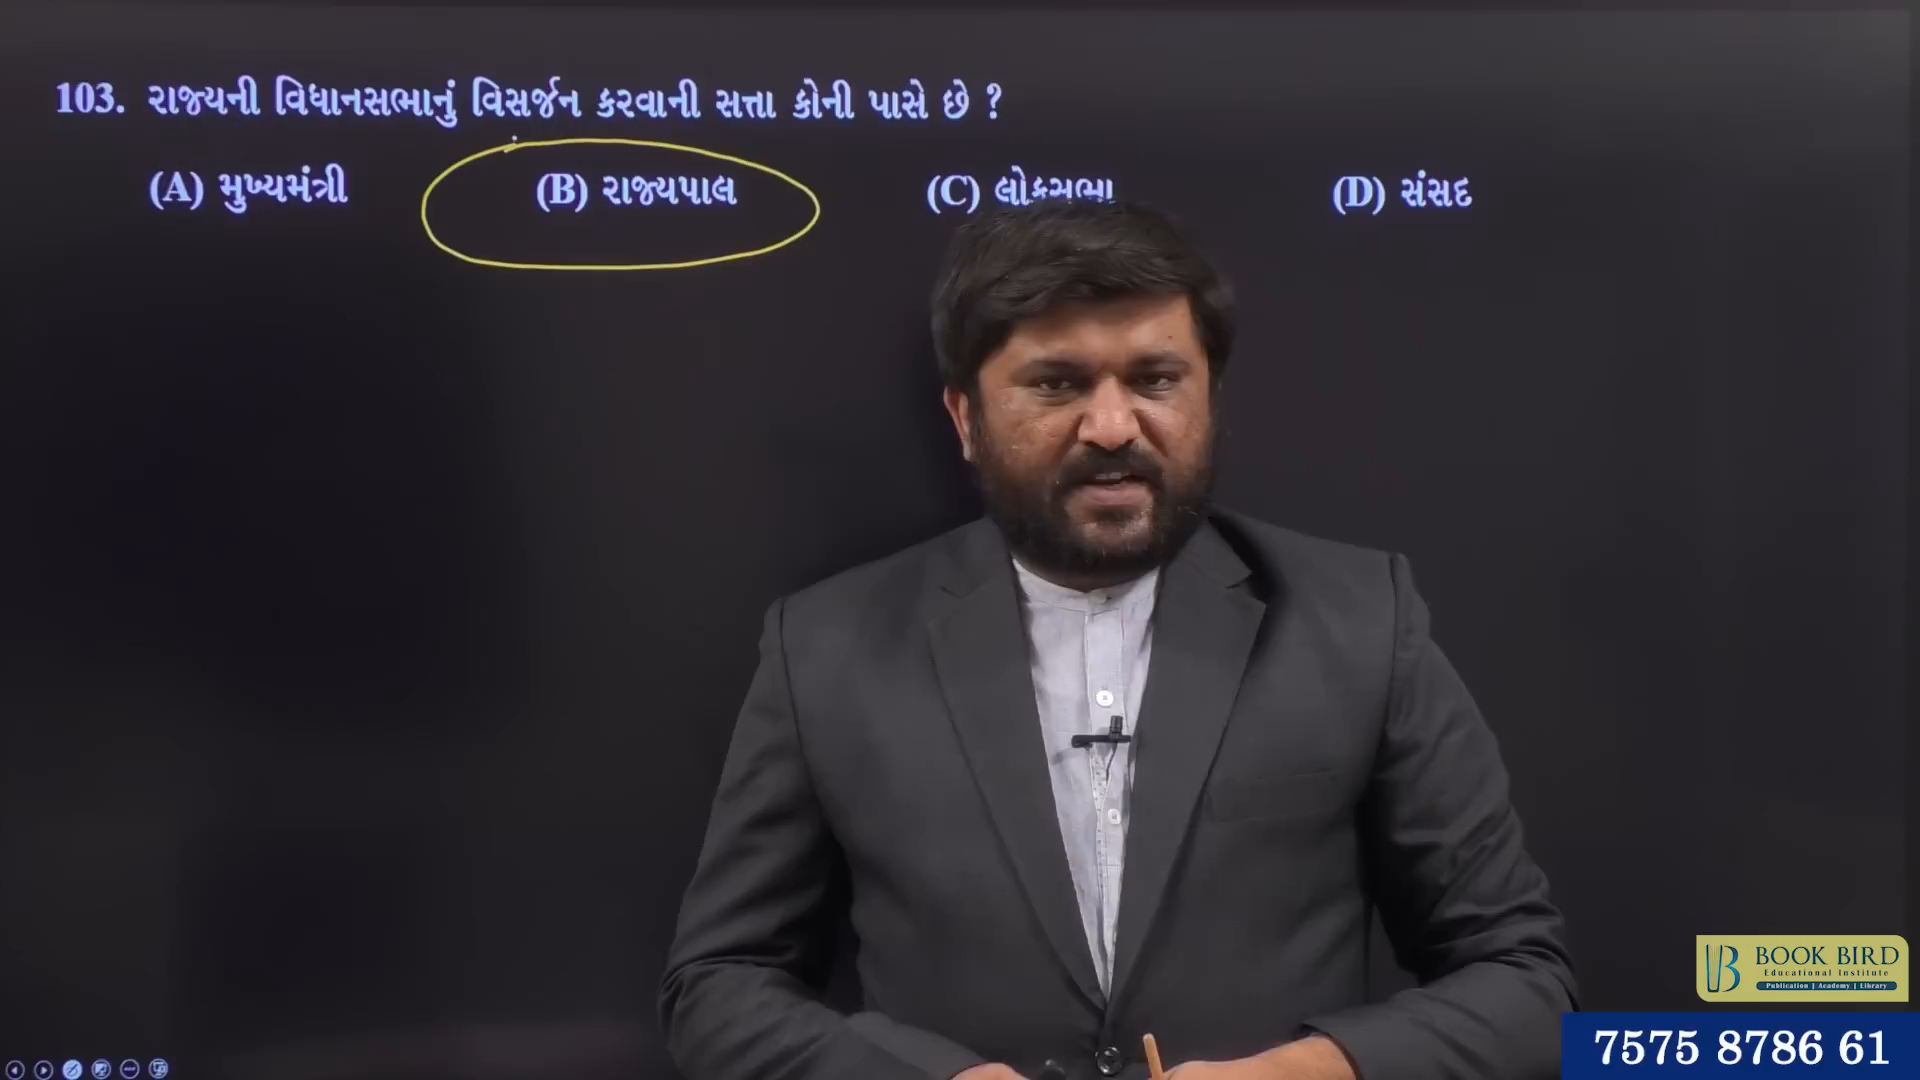 103. રાજ્યની વિધાનસભાનું વિસર્જન કરવાની સત્તા કોની પાસે છે ?
(A) મુખ્યમંત્રી (B) રાજ્યપાલ (C) લોકસભા (D) સંસદ
BOOK BIRD
Educational Institute
Publication | Academy | Library
7575 8786 61